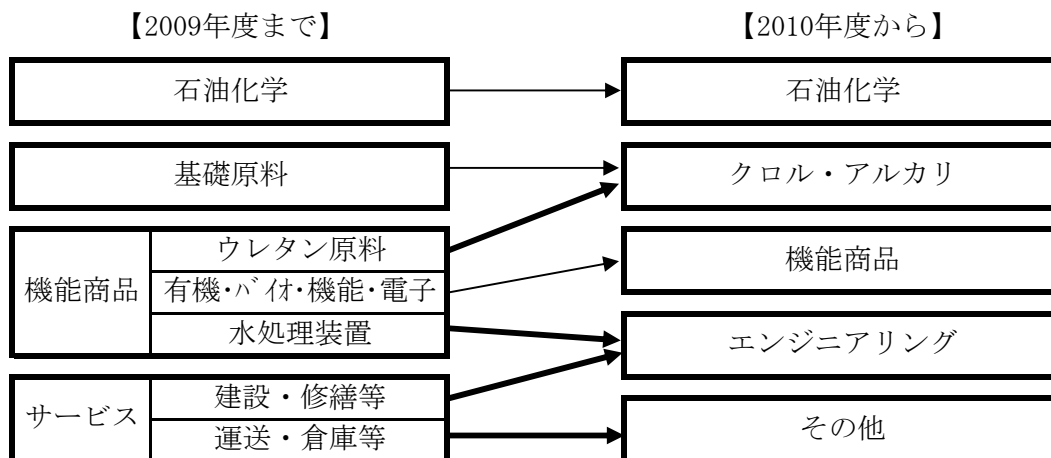 【2009年度まで】
【2010年度から】
石油化学
石油化学
基礎原料
クロル・アルカリ
機能商品
ウレタン原料
有機・ﾊﾞｲｵ・機能・電子
水処理装置
機能商品
エンジニアリング
サービス
建設・修繕等
運送・倉庫等
その他